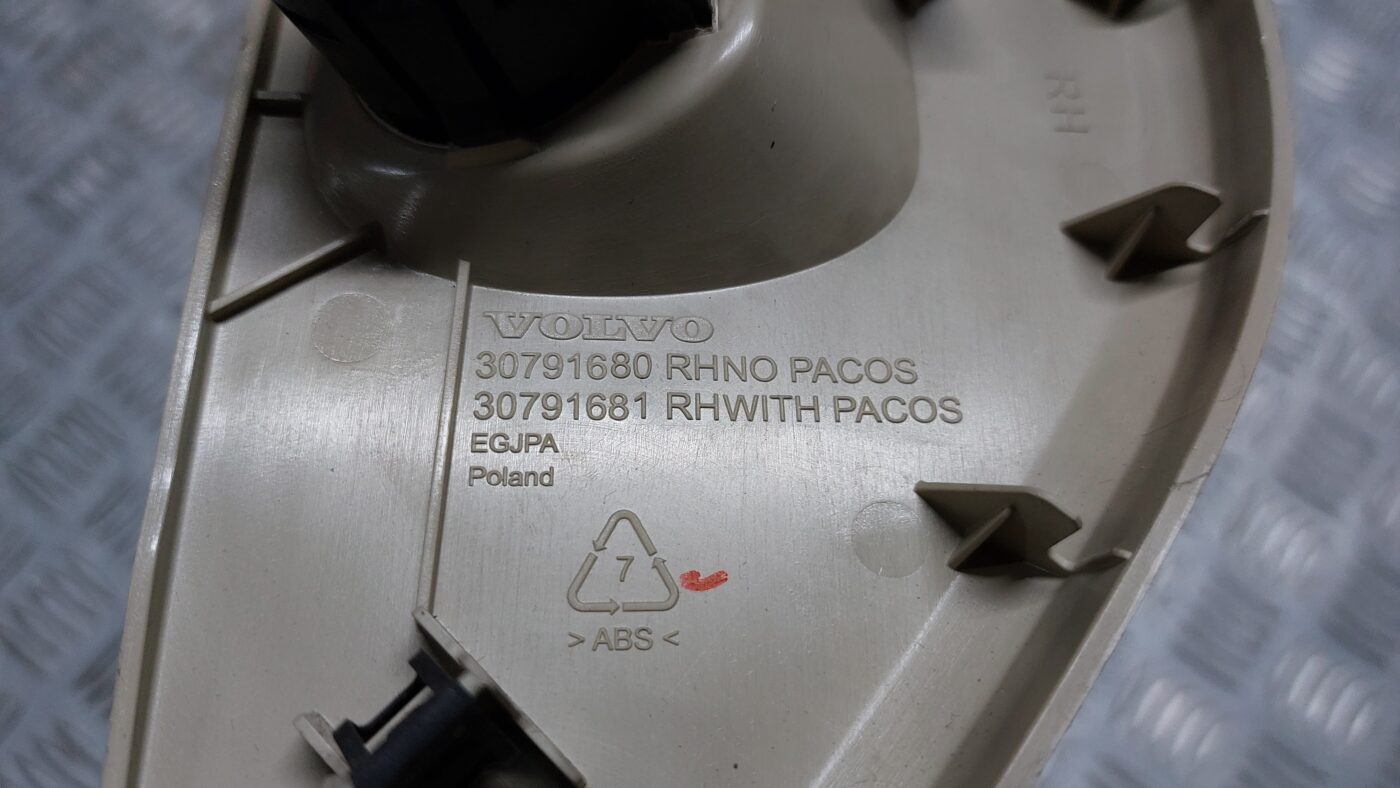 RH
VOLVO
30791680 RHNO PACOS
30791681 RHWITH PACOS
EGJPA
Poland
7
> ABS <